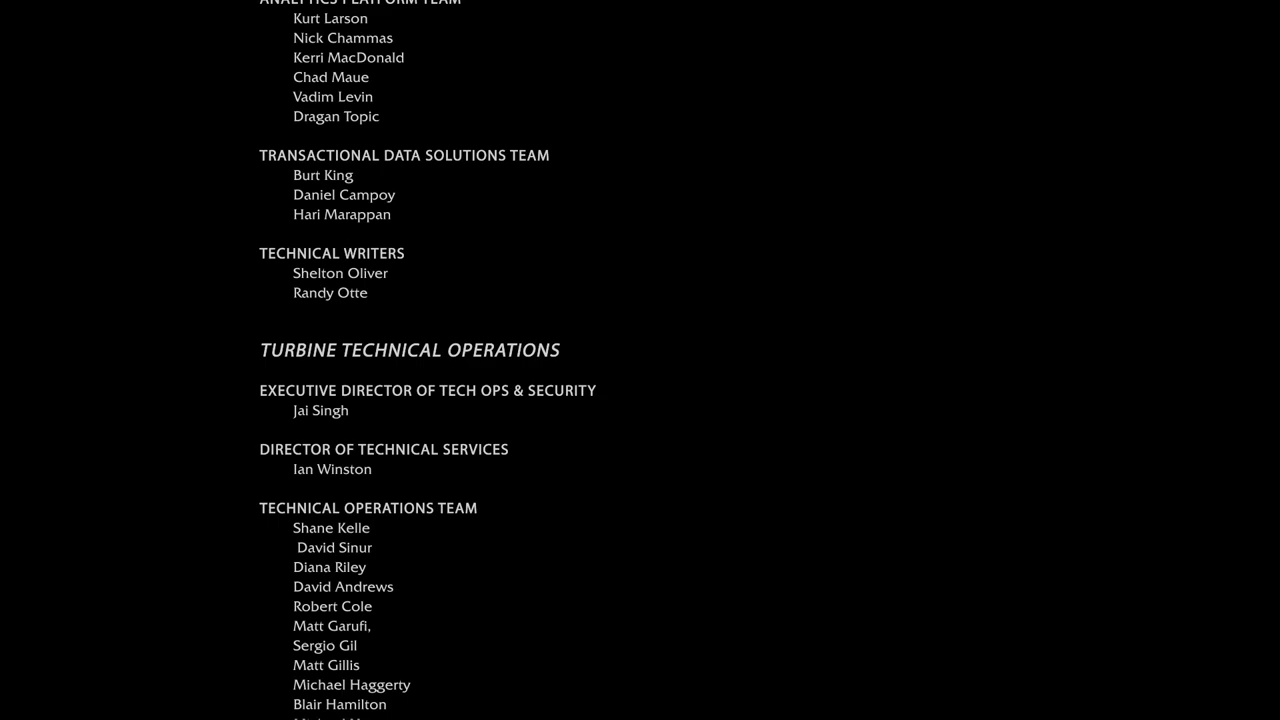 ANALYTICS PLATFORM TEAM
Kurt Larson
Nick Chammas
Kerri MacDonald
Chad Maue
Vadim Levin
Dragan Topic
TRANSACTIONAL DATA SOLUTIONS TEAM
Burt King
Daniel Campoy
Hari Marappan
TECHNICAL WRITERS
Shelton Oliver
Randy Otte
TURBINE TECHNICAL OPERATIONS
EXECUTIVE DIRECTOR OF TECH OPS & SECURITY
Jai Singh
DIRECTOR OF TECHNICAL SERVICES
Ian Winston
TECHNICAL OPERATIONS TEAM
Shane Kelle
David Sinur
Diana Riley
David Andrews
Robert Cole
Matt Garufi,
Sergio Gil
Matt Gillis
Michael Haggerty
Blair Hamilton